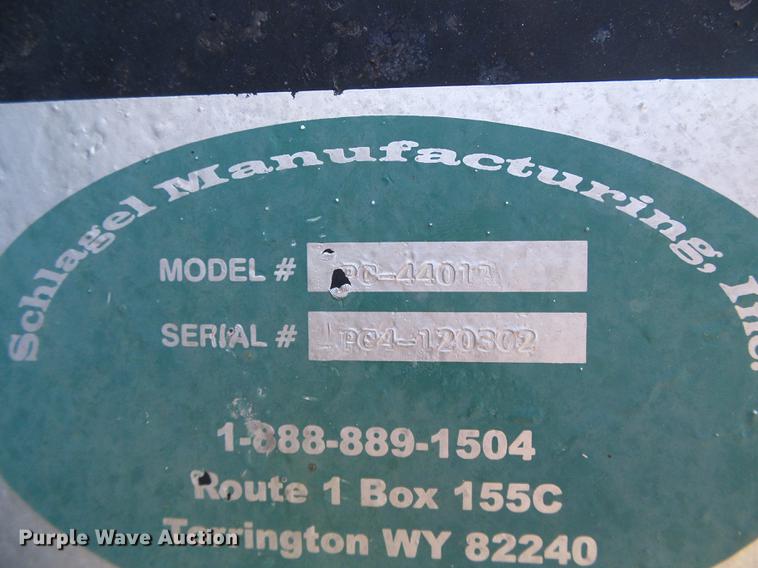 Schlagel Manufacturing, Inc.
MODEL # PC-4401A
SERIAL # PC4-120302
1-888-889-1504
Route 1 Box 155C
Torrington WY 82240
Purple Wave Auction